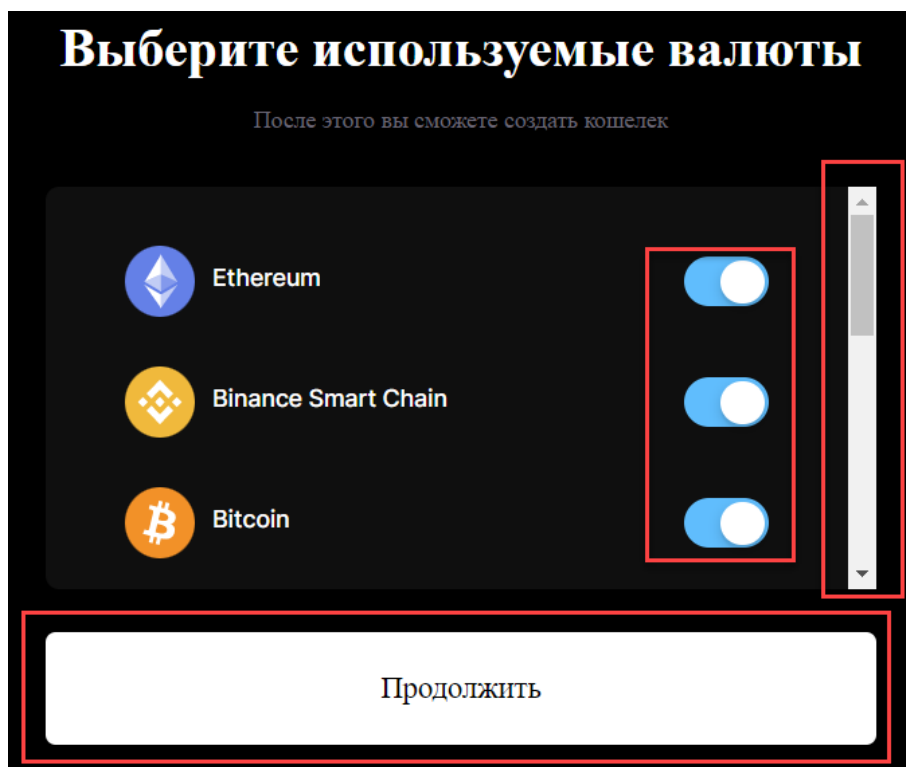 Выберите используемые валюты
После этого вы сможете создать кошелек
Ethereum
Binance Smart Chain
Bitcoin
Продолжить